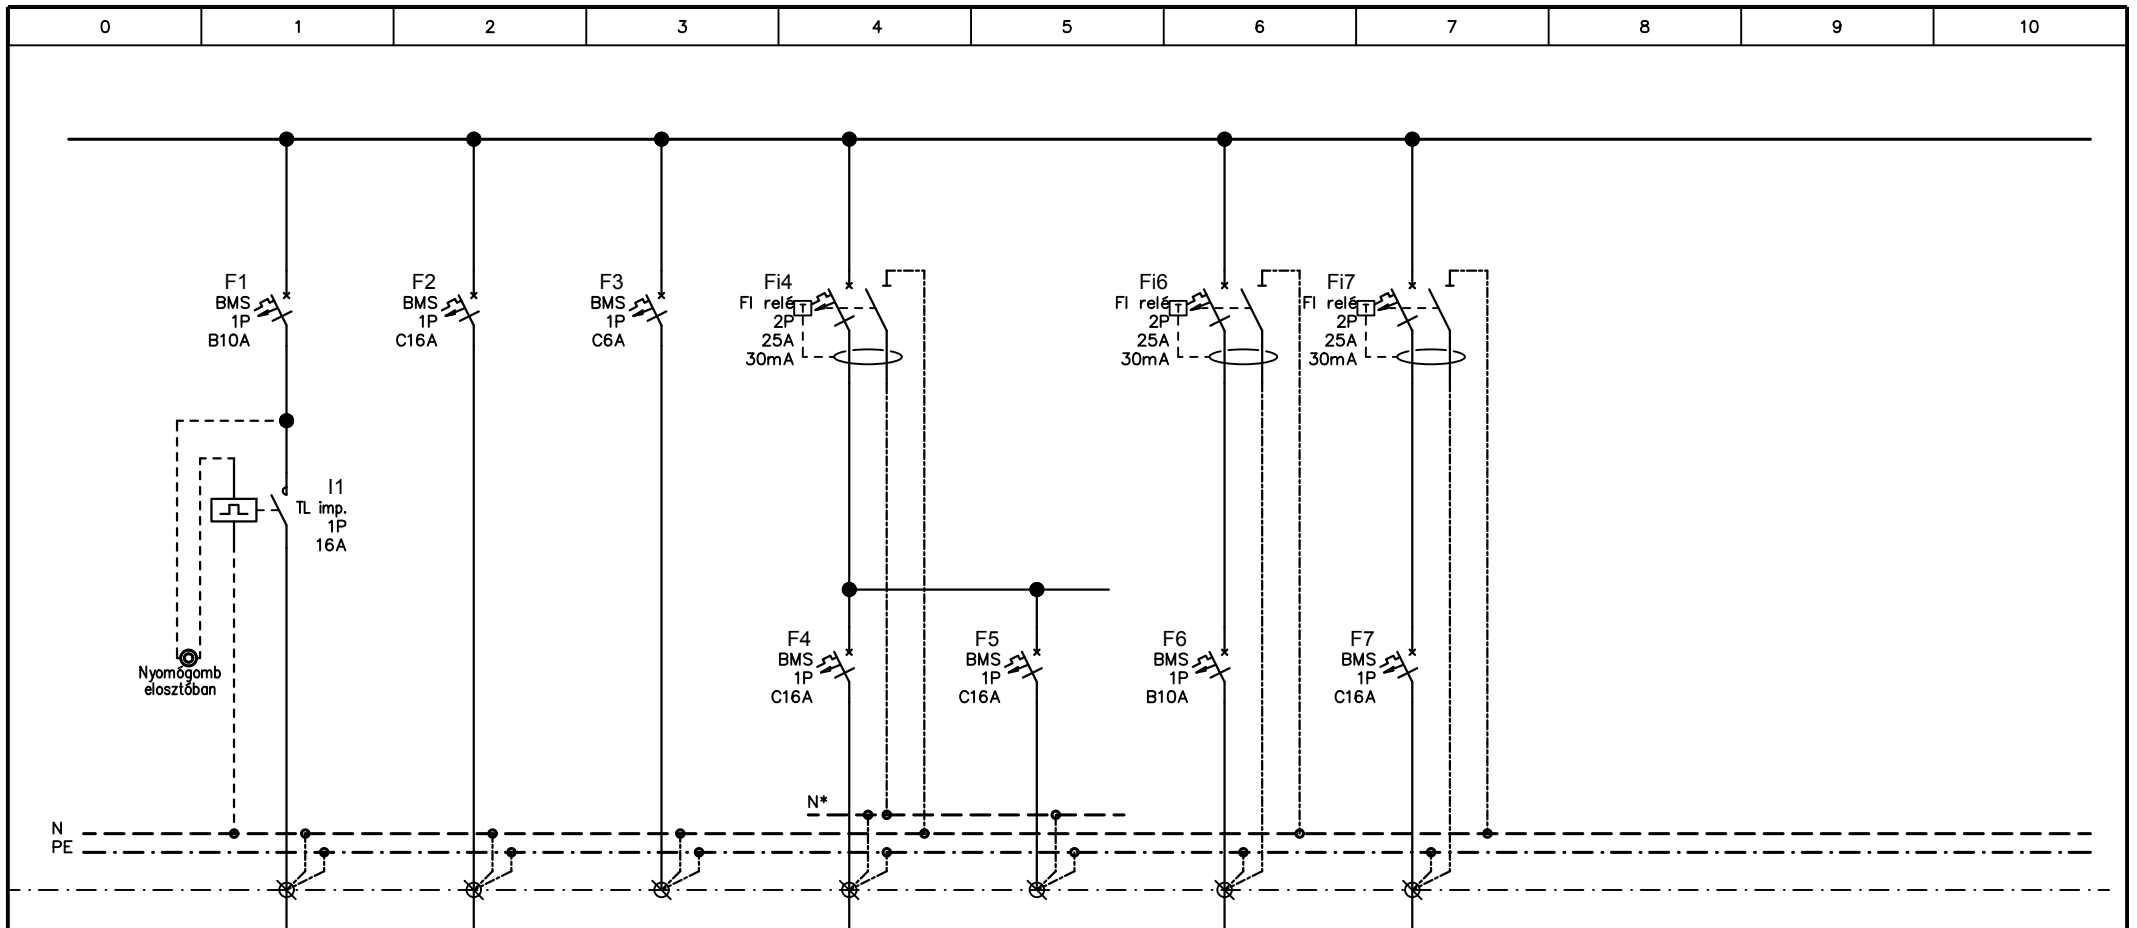 0 1 2 3 4 5 6 7 8 9 10
F1
BMS
1P
B10A
F2
BMS
1P
C16A
F3
BMS
1P
C6A
Fi4
FI relé
2P
25A
30mA
Fi6
FI relé
2P
25A
30mA
Fi7
FI relé
2P
25A
30mA
T
T
T
I1
TL imp.
1P
16A
Nyomógomb
elosztóban
F4
BMS
1P
C16A
F5
BMS
1P
C16A
F6
BMS
1P
B10A
F7
BMS
1P
C16A
N*
N
PE